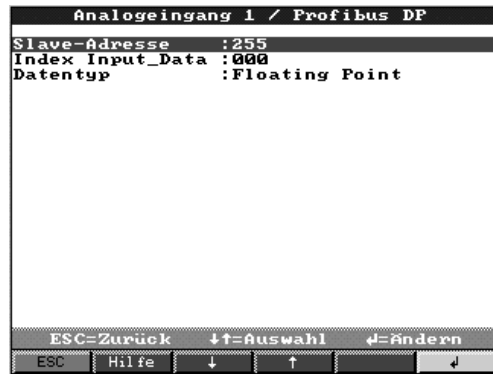 Analogeingang 1 / Profibus DP
Slave-Adresse :255
Index Input_Data :000
Datentyp :Floating Point
ESC=Zurück ↓↑=Auswahl ↲=Ändern
ESC Hilfe ↓ ↑ ↲